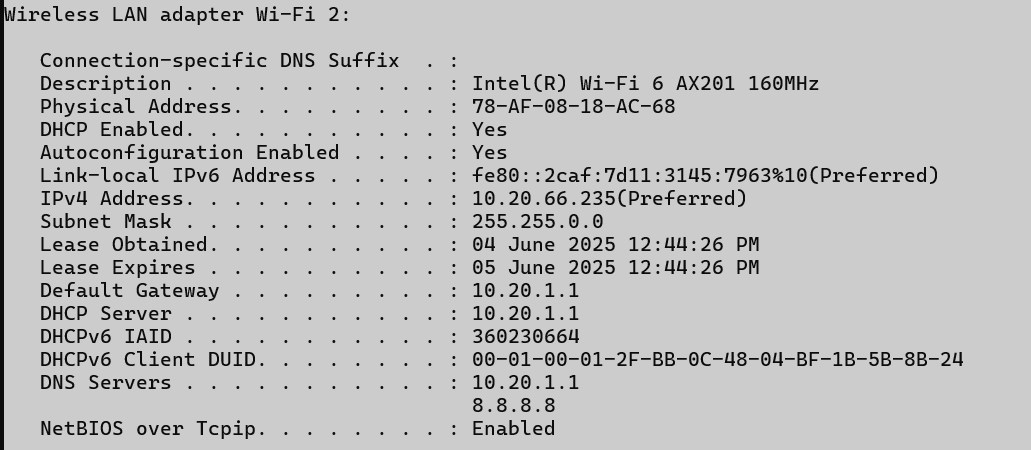 Wireless LAN adapter Wi-Fi 2:
Connection-specific DNS Suffix  . :
Description . . . . . . . . . . . : Intel(R) Wi-Fi 6 AX201 160MHz
Physical Address. . . . . . . . . : 78-AF-08-18-AC-68
DHCP Enabled. . . . . . . . . . . : Yes
Autoconfiguration Enabled . . . . : Yes
Link-local IPv6 Address . . . . . : fe80::2caf:7d11:3145:7963%10(Preferred)
IPv4 Address. . . . . . . . . . . : 10.20.66.235(Preferred)
Subnet Mask . . . . . . . . . . . : 255.255.0.0
Lease Obtained. . . . . . . . . . : 04 June 2025 12:44:26 PM
Lease Expires . . . . . . . . . . : 05 June 2025 12:44:26 PM
Default Gateway . . . . . . . . . : 10.20.1.1
DHCP Server . . . . . . . . . . . : 10.20.1.1
DHCPv6 IAID . . . . . . . . . . . : 360230664
DHCPv6 Client DUID. . . . . . . . : 00-01-00-01-2F-BB-0C-48-04-BF-1B-5B-8B-24
DNS Servers . . . . . . . . . . . : 10.20.1.1
8.8.8.8
NetBIOS over Tcpip. . . . . . . . : Enabled